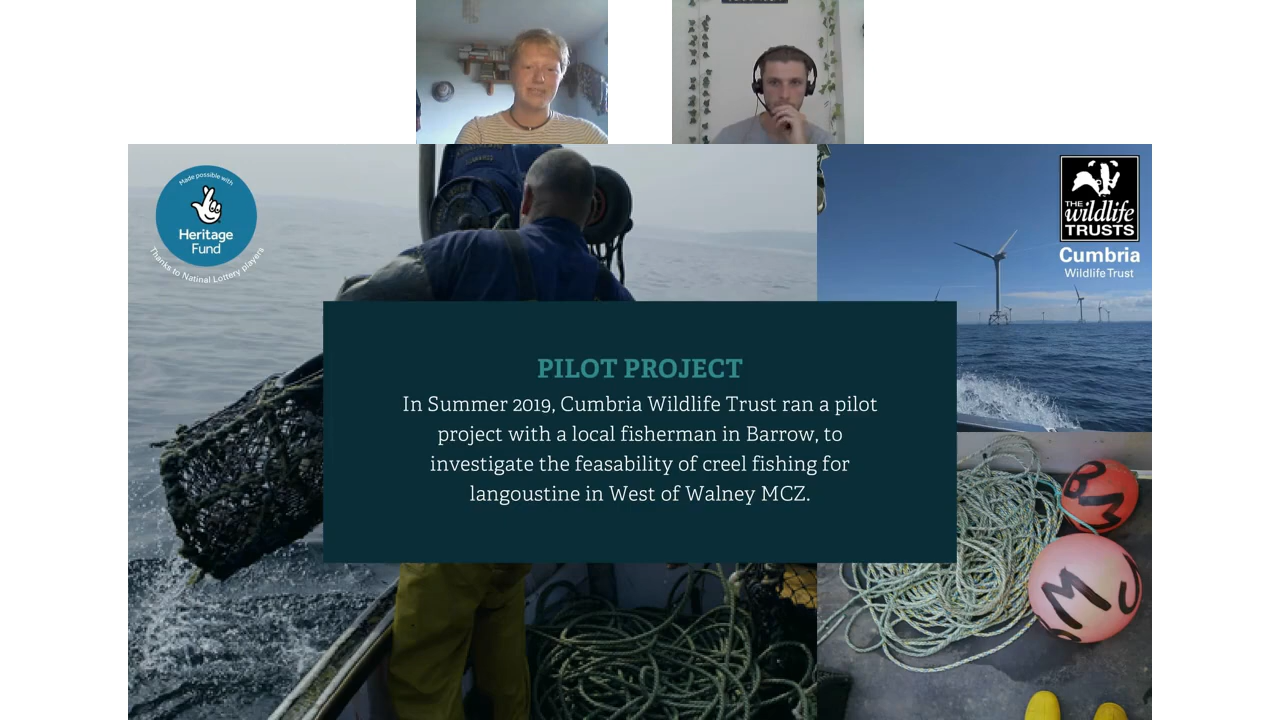 Made possible with
Heritage
Fund
Thanks to Natinal Lottery players
THE
wildlife
TRUSTS
Cumbria
Wildlife Trust
PILOT PROJECT
In Summer 2019, Cumbria Wildlife Trust ran a pilot
project with a local fisherman in Barrow, to
investigate the feasability of creel fishing for
langoustine in West of Walney MCZ.
BM